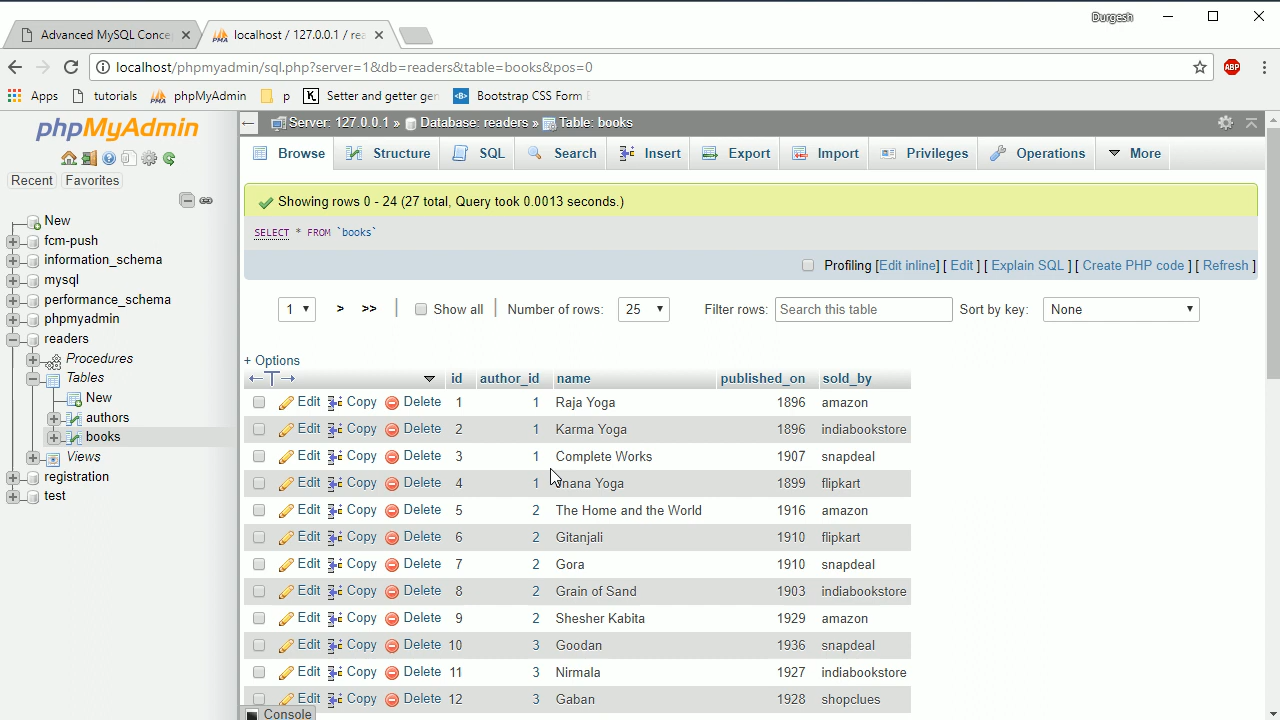 Durgesh
Advanced MySQL Conce
localhost / 127.0.0.1 / rea
localhost/phpmyadmin/sql.php?server=1&db=readers&table=books&pos=0
ABP
Apps tutorials phpMyAdmin p K Setter and getter gen <B> Bootstrap CSS Form E
phpMyAdmin
Recent Favorites
New
fcm-push
information_schema
mysql
performance_schema
phpmyadmin
readers
Procedures
Tables
New
authors
books
Views
registration
test
Server: 127.0.0.1 » Database: readers » Table: books
Browse Structure SQL Search Insert Export Import Privileges Operations More
Showing rows 0 - 24 (27 total, Query took 0.0013 seconds.)
SELECT * FROM `books`
Profiling [Edit inline] [ Edit ] [ Explain SQL ] [ Create PHP code ] [ Refresh ]
1 > >> | Show all | Number of rows: 25 Filter rows: Search this table Sort by key: None
+ Options
id author_id name published_on sold_by
Edit Copy Delete 1 1 Raja Yoga 1896 amazon
Edit Copy Delete 2 1 Karma Yoga 1896 indiabookstore
Edit Copy Delete 3 1 Complete Works 1907 snapdeal
Edit Copy Delete 4 1 Jnana Yoga 1899 flipkart
Edit Copy Delete 5 2 The Home and the World 1916 amazon
Edit Copy Delete 6 2 Gitanjali 1910 flipkart
Edit Copy Delete 7 2 Gora 1910 snapdeal
Edit Copy Delete 8 2 Grain of Sand 1903 indiabookstore
Edit Copy Delete 9 2 Shesher Kabita 1929 amazon
Edit Copy Delete 10 3 Goodan 1936 snapdeal
Edit Copy Delete 11 3 Nirmala 1927 indiabookstore
Edit Copy Delete 12 3 Gaban 1928 shopclues
Console